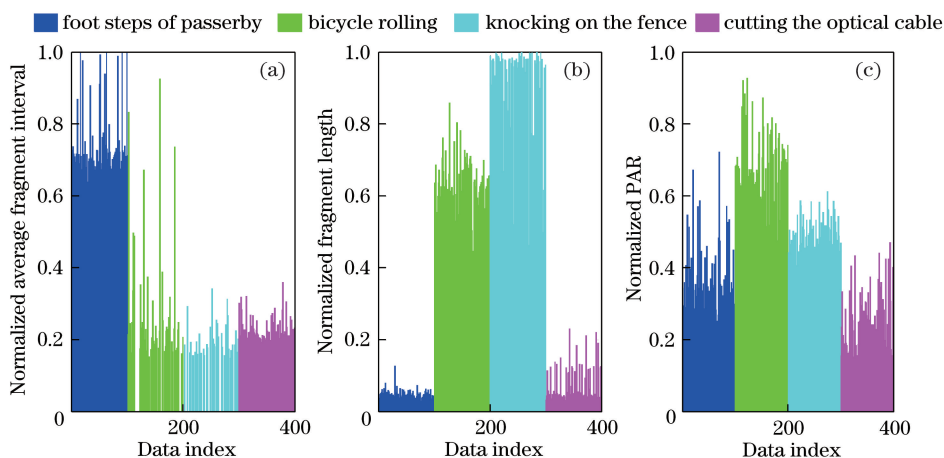 foot steps of passerby bicycle rolling knocking on the fence cutting the optical cable
(a)
Normalized average fragment interval
1.0
0.8
0.6
0.4
0.2
0
200
400
Data index
(b)
Normalized fragment length
1.0
0.8
0.6
0.4
0.2
0
200
400
Data index
(c)
Normalized PAR
1.0
0.8
0.6
0.4
0.2
0
200
400
Data index